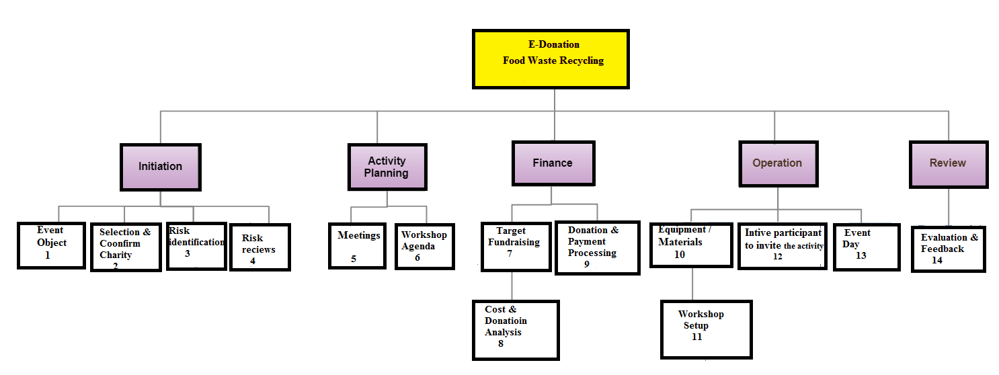 E-Donation
Food Waste Recycling
Initiation
Activity
Planning
Finance
Operation
Review
Event
Object
1
Selection &
Coonfirm
Charity
2
Risk
identification
3
Risk
reciews
4
Meetings
5
Workshop
Agenda
6
Target
Fundraising
7
Donation &
Payment
Processing
9
Equipment /
Materials
10
Intive participant
to invite the activity
12
Event
Day
13
Evaluation &
Feedback
14
Cost &
Donatioin
Analysis
8
Workshop
Setup
11